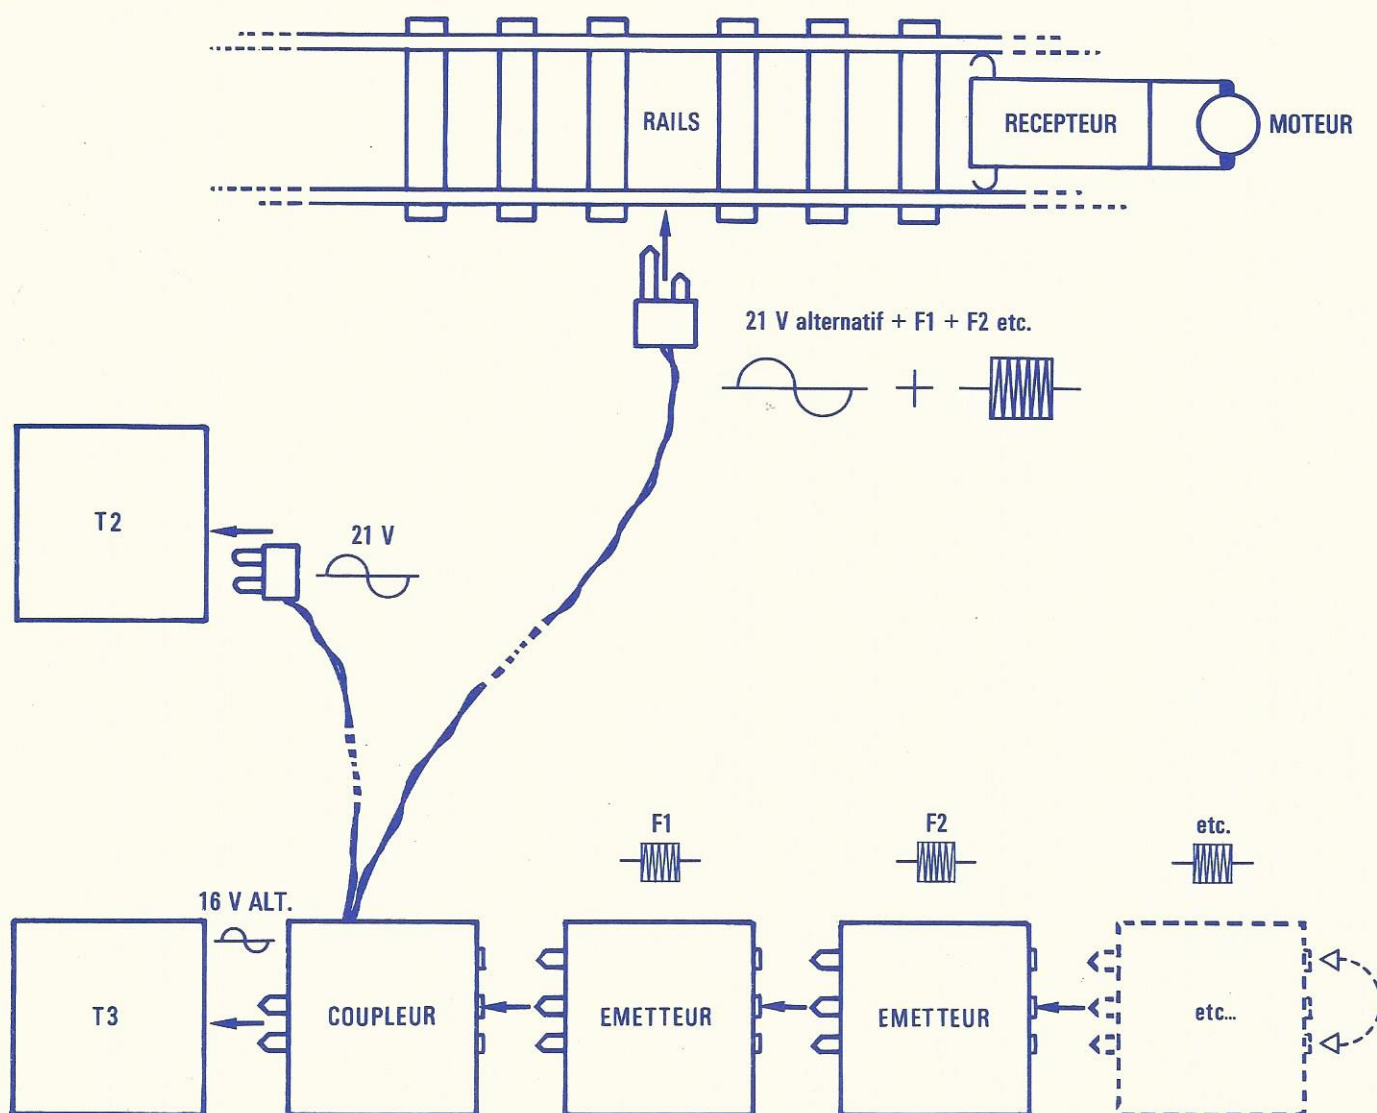 RAILS
RECEPTEUR
MOTEUR
21 V alternatif + F1 + F2 etc.
T2
21 V
F1
F2
etc.
16 V ALT.
T3
COUPLEUR
EMETTEUR
EMETTEUR
etc...